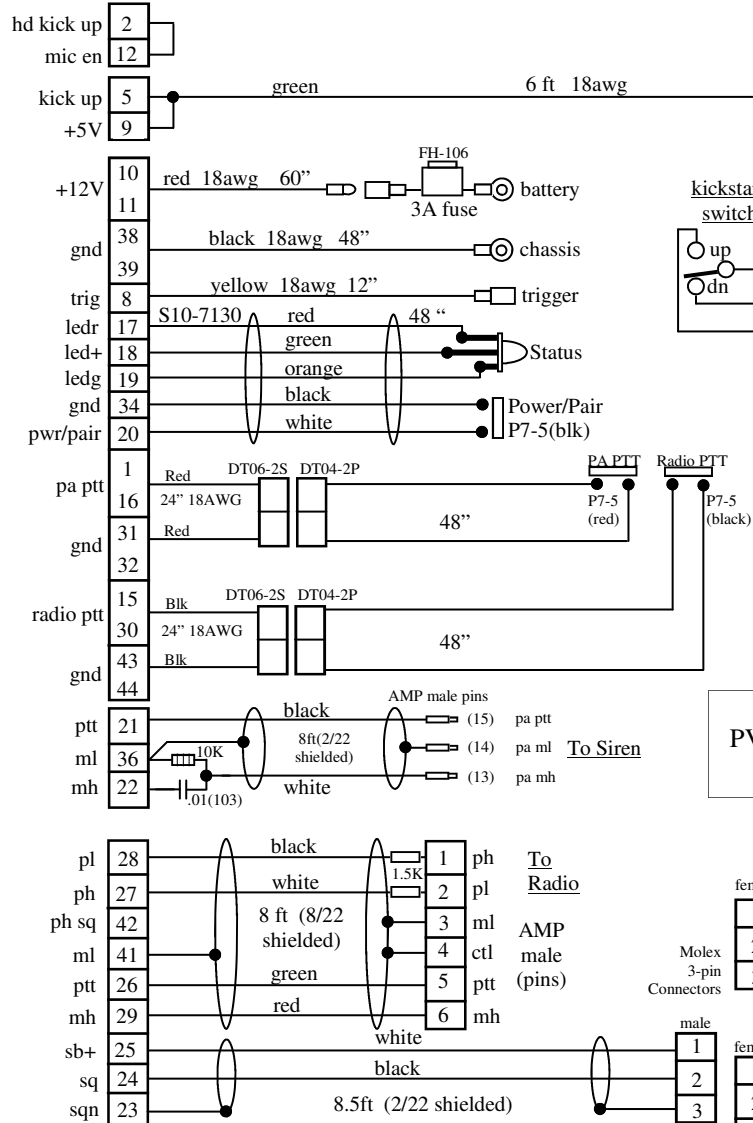 hd kick up 2
mic en 12
kick up 5 green 6 ft 18awg
+5V 9
FH-106
10
+12V red 18awg 60” battery
11 3A fuse
switch
38
gnd black 18awg 48” chassis
39
up
dn
trig 8 yellow 18awg 12” trigger
ledr 17 S10-7130 red 48 “
led+ 18 green Status
ledg 19 orange
gnd 34 black Power/Pair
pwr/pair 20 white P7-5(blk)
1 Red DT06-2S DT04-2P PA PTT Radio PTT
pa ptt
16 24” 18AWG P7-5 (red) P7-5 (black)
31 Red 48”
gnd
32
15 Blk DT06-2S DT04-2P
radio ptt
30 24” 18AWG
43 Blk 48”
gnd
44
AMP male pins
ptt 21 black (15) pa ptt
ml 36 10K 8ft(2/22 shielded) (14) pa ml To Siren
mh 22 .01(103) white (13) pa mh
PV
pl 28 black 1 ph To
1.5K
ph 27 white 2 pl Radio
ph sq 42 8 ft (8/22 3 ml AMP
ml 41 shielded) 4 ctl male
ptt 26 green 5 ptt (pins)
mh 29 red 6 mh
Molex
3-pin
Connectors
male
sb+ 25 white 1
sq 24 black 2
sqn 23 8.5ft (2/22 shielded) 3